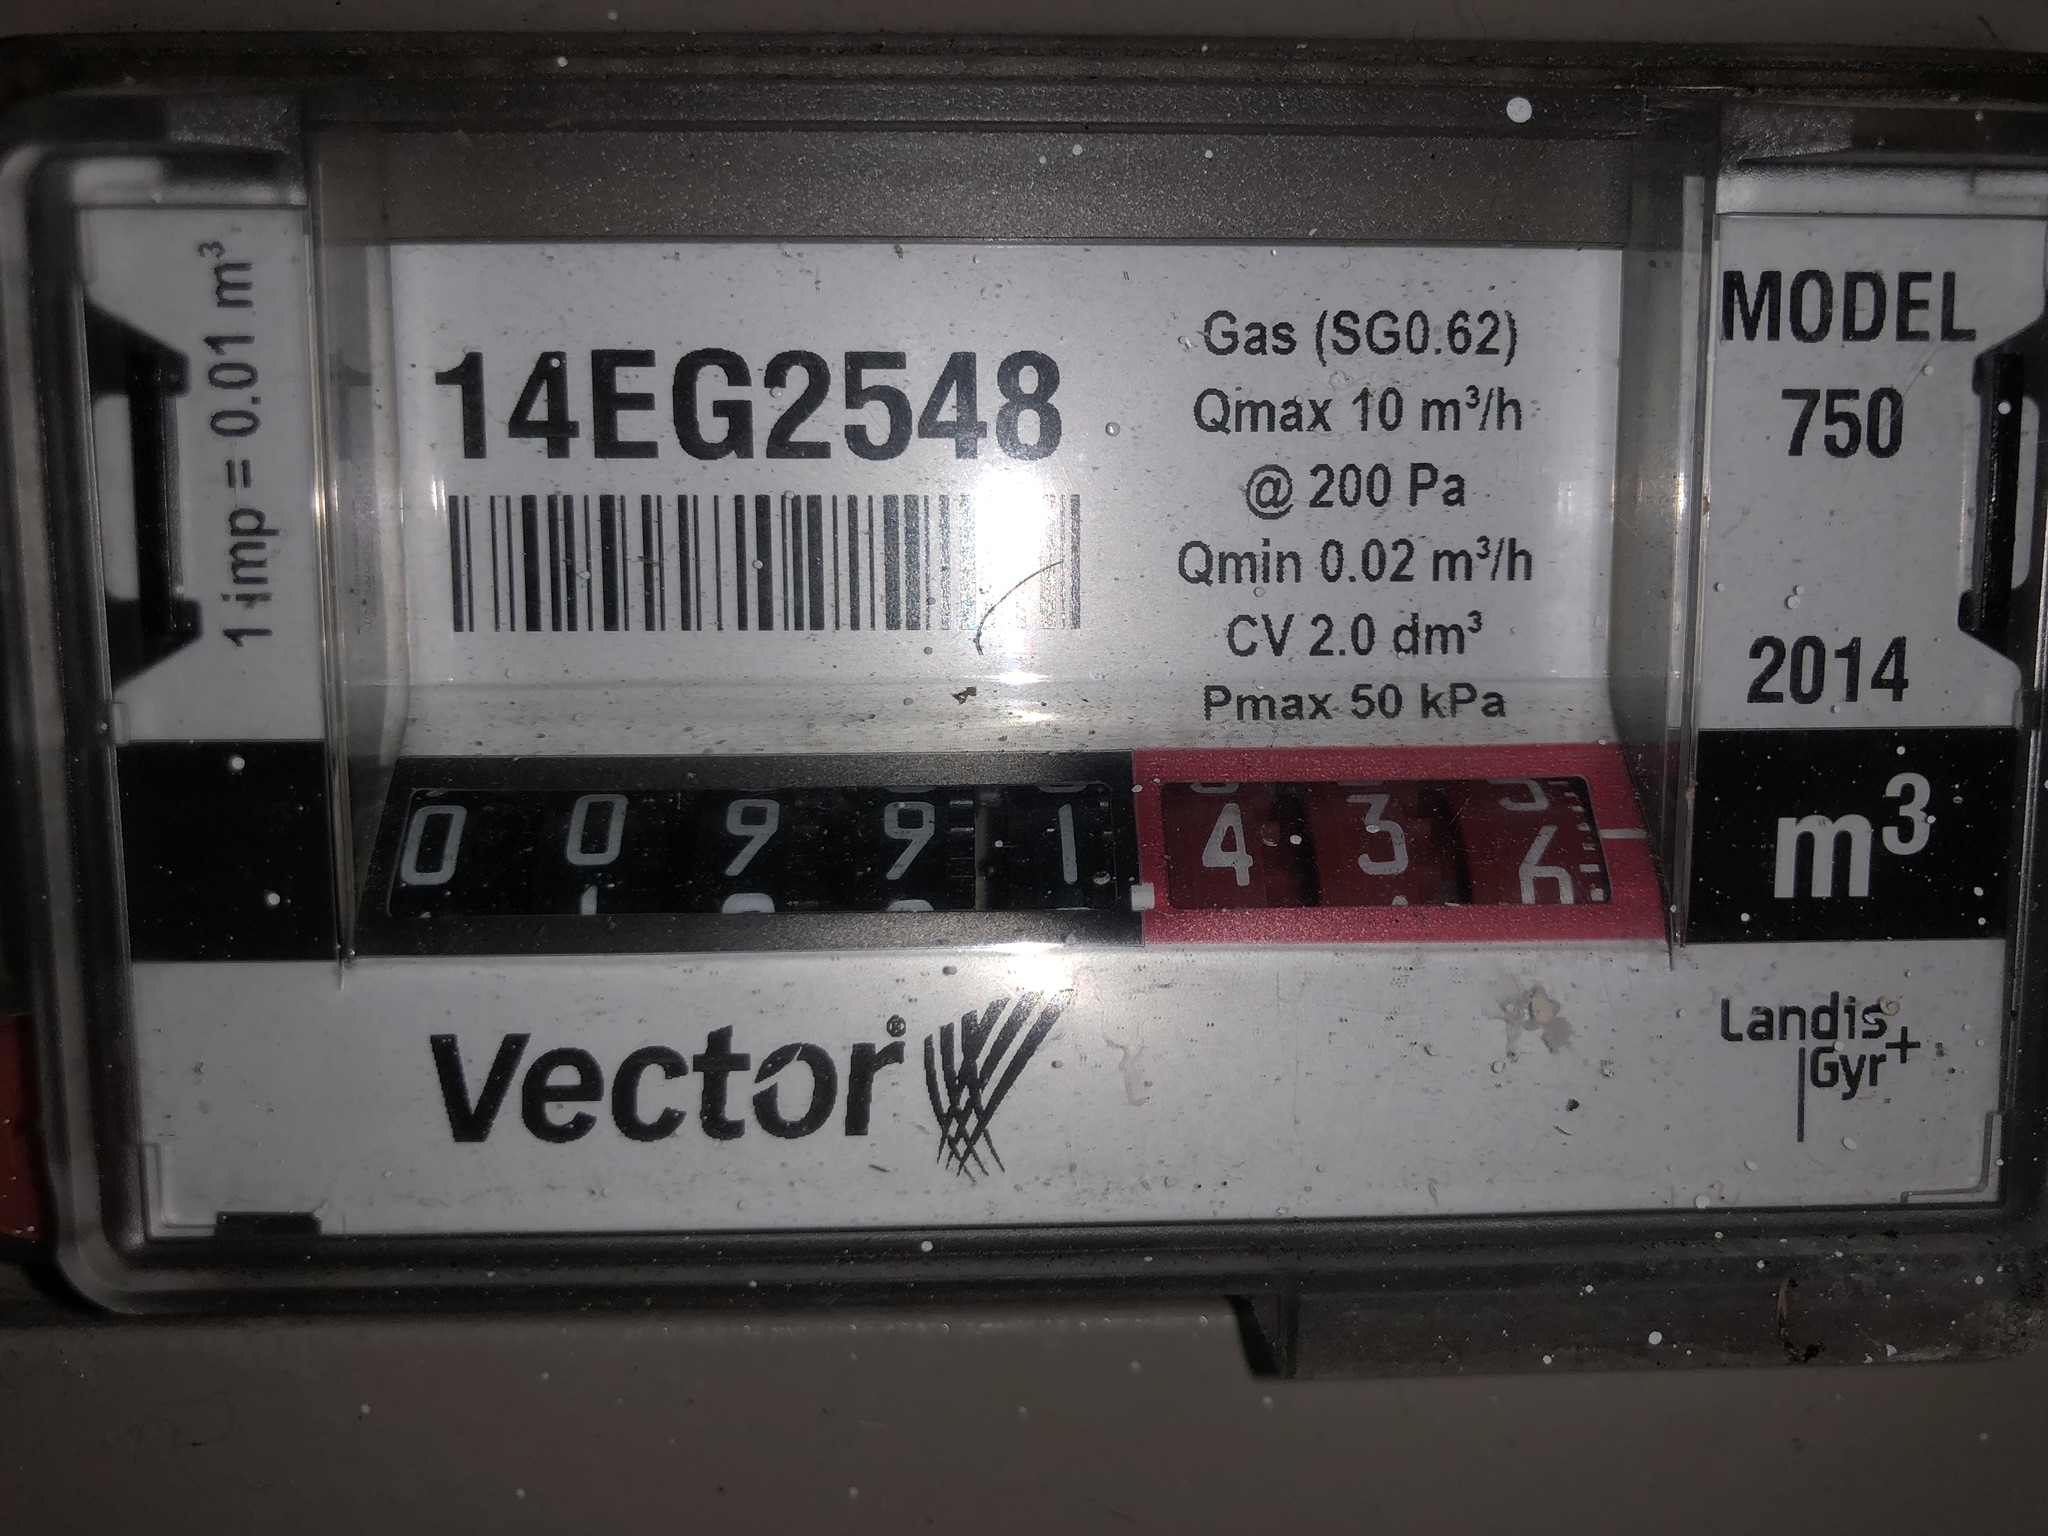 1 imp = 0.01 m³
14EG2548
Gas (SG0.62)
Qmax 10 m³/h
@ 200 Pa
Qmin 0.02 m³/h
CV 2.0 dm³
Pmax 50 kPa
MODEL
750
2014
0 0 9 9 1 4 3 6
m³
Vector®
Landis
Gyr+